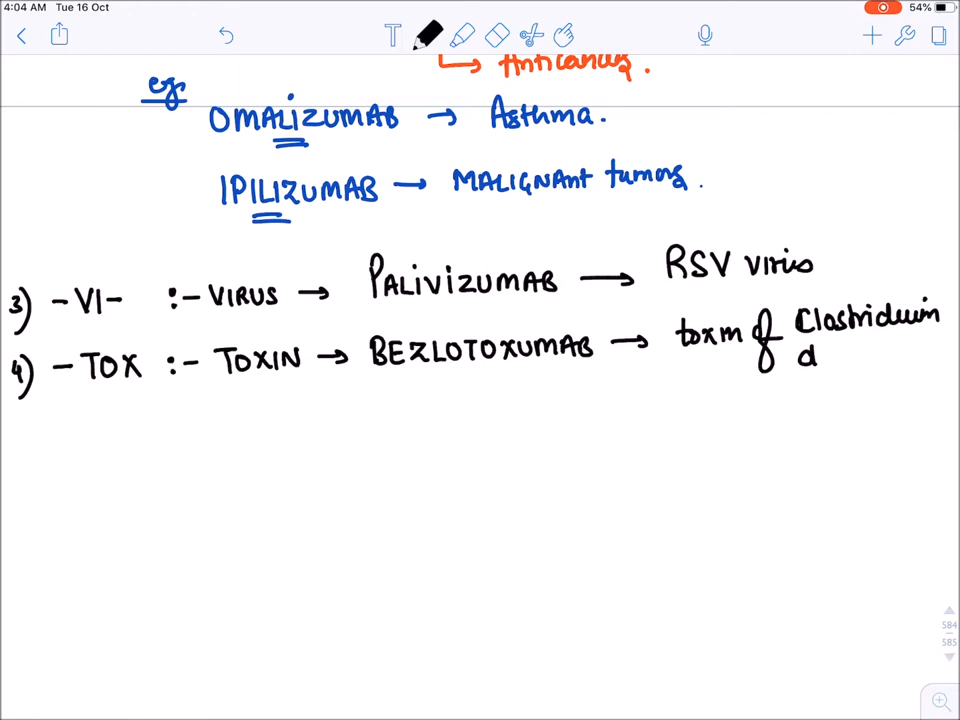 4:04 AM Tue 16 Oct 54%
T
↳ Anticancer.
eg
OMALIZUMAB → Asthma.
IPILIZUMAB → MALIGNANT tumors.
3) -VI- :- VIRUS → PALIVIZUMAB → RSV virus
4) -TOX :- TOXIN → BEZLOTOXUMAB → toxin of Clostridium
d
584
585